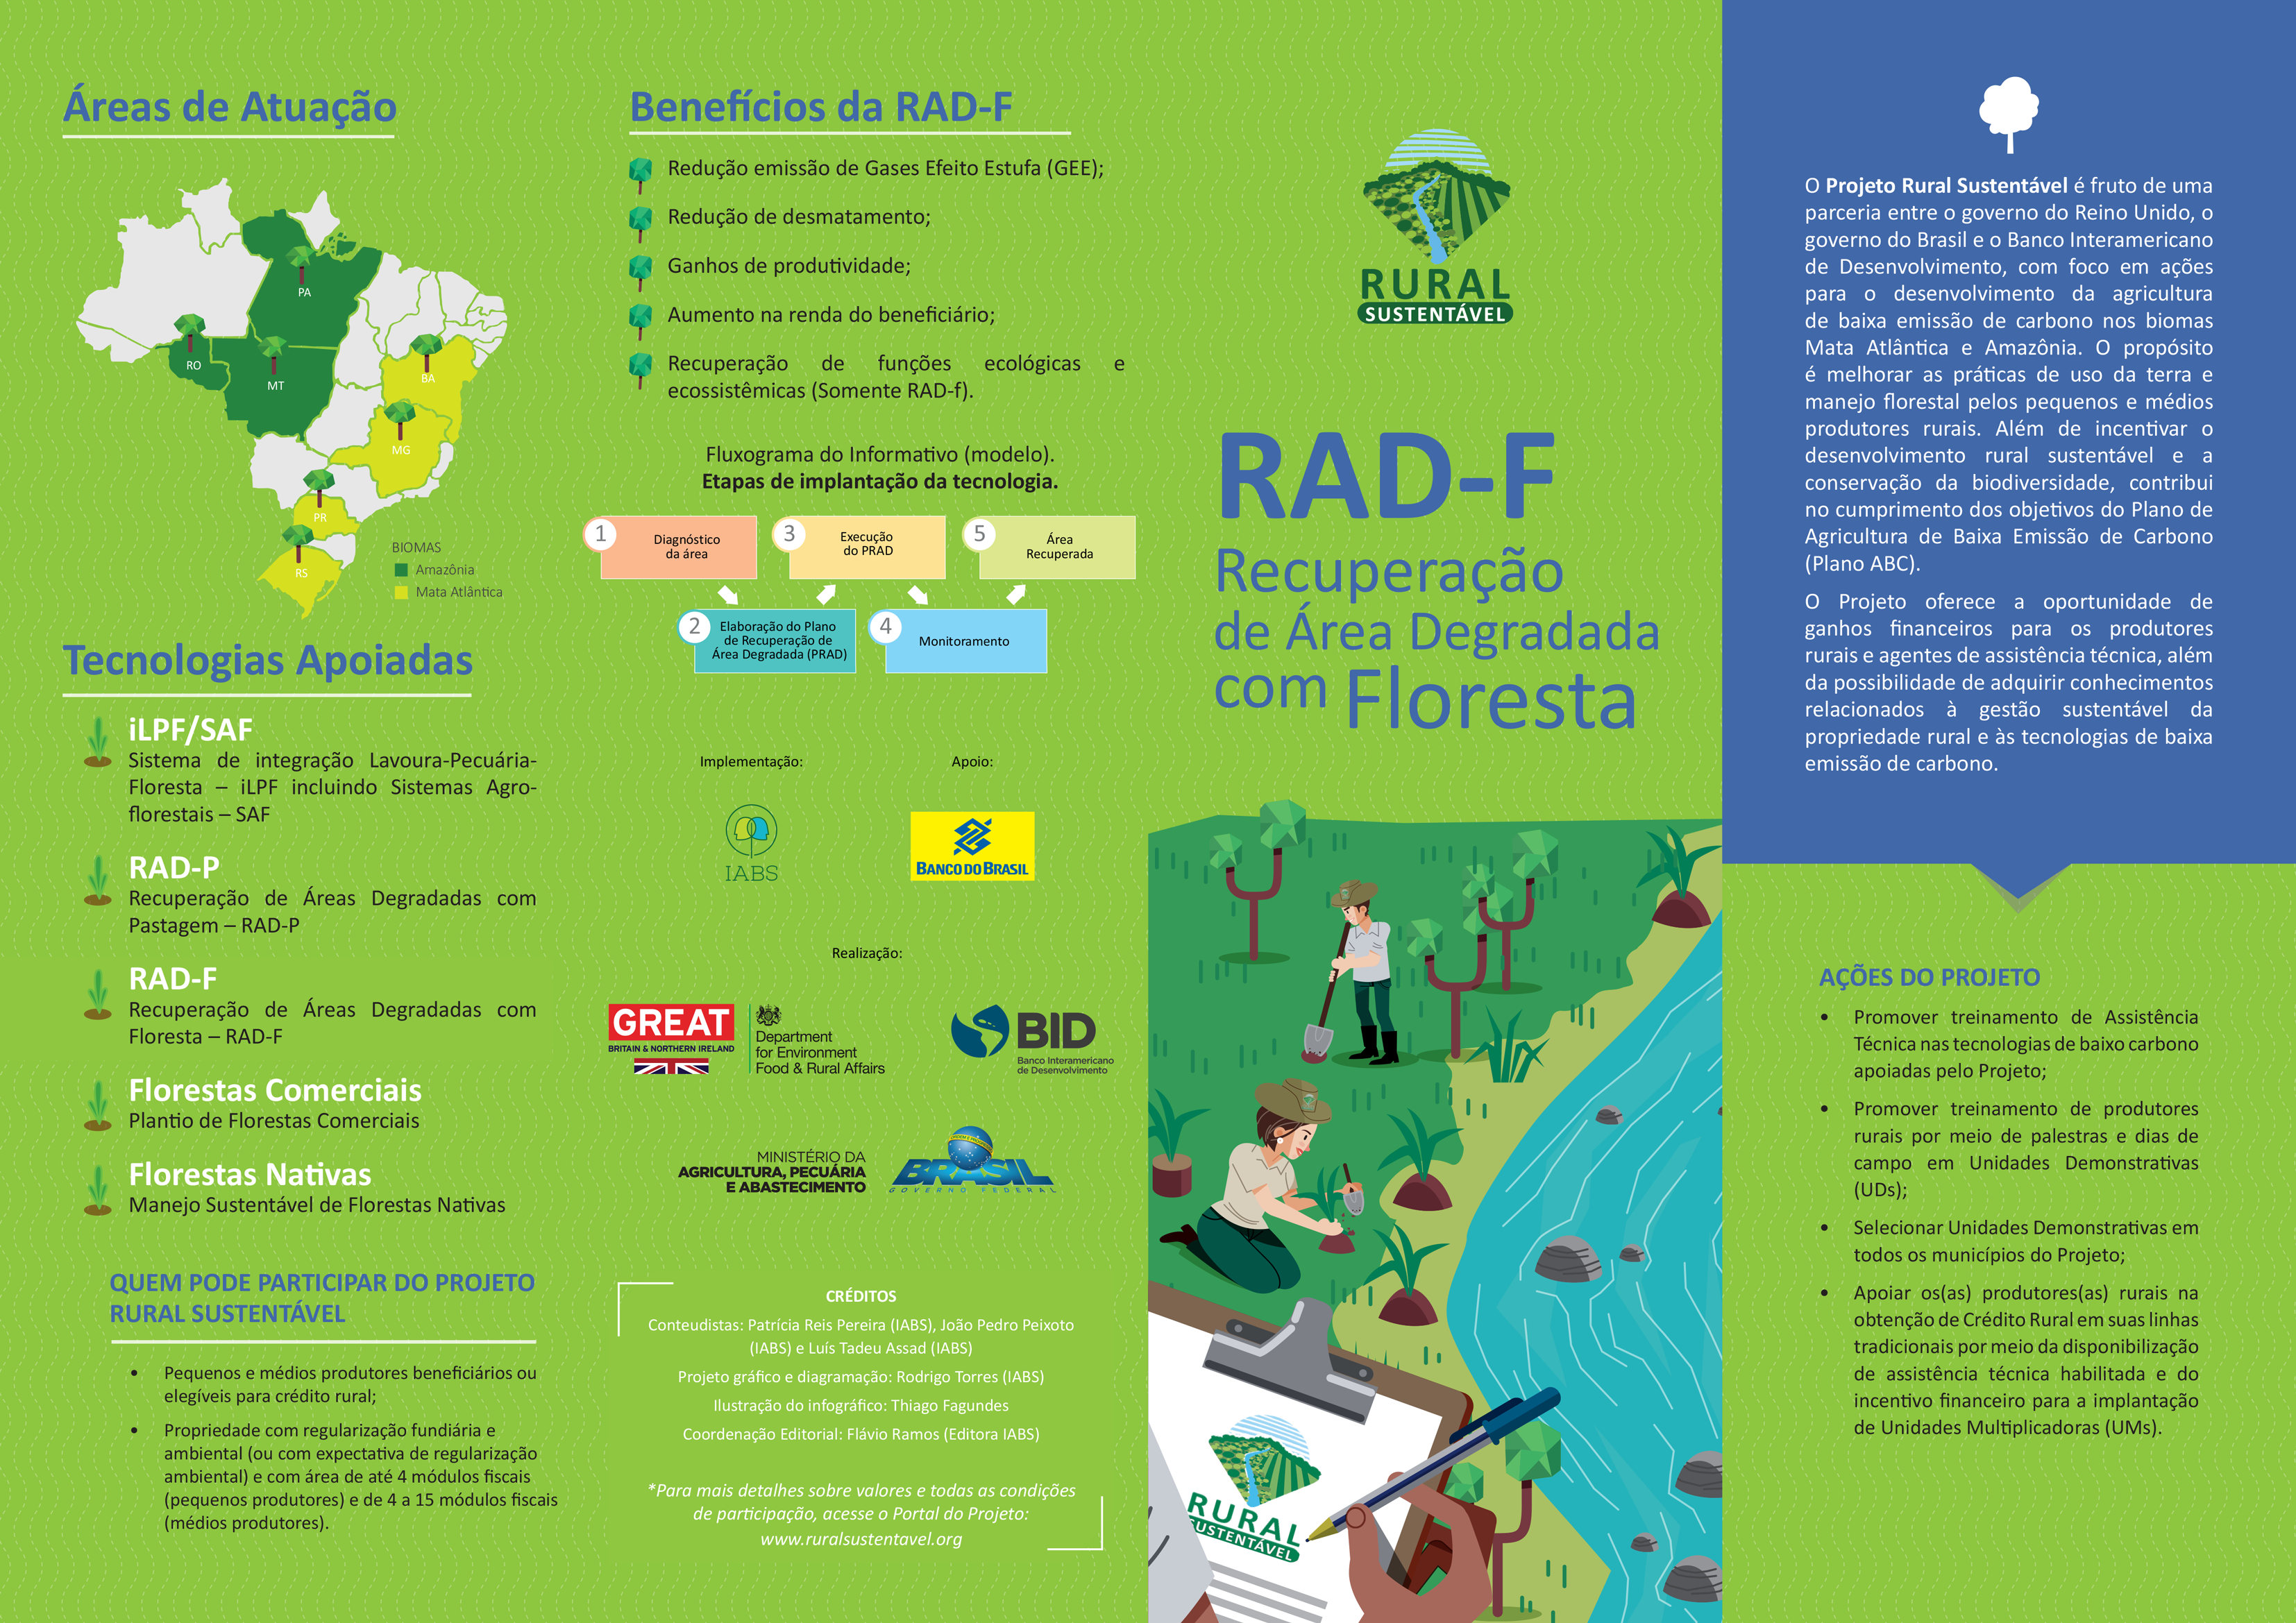 Áreas de Atuação
PA
RO
MT
BA
MG
PR
RS
BIOMAS
Amazônia
Mata Atlântica
Tecnologias Apoiadas
iLPF/SAF
Sistema de integração Lavoura-Pecuária-
Floresta – iLPF incluindo Sistemas Agro-
florestais – SAF
RAD-P
Recuperação de Áreas Degradadas com
Pastagem – RAD-P
RAD-F
Recuperação de Áreas Degradadas com
Floresta – RAD-F
Florestas Comerciais
Plantio de Florestas Comerciais
Florestas Nativas
Manejo Sustentável de Florestas Nativas
QUEM PODE PARTICIPAR DO PROJETO
RURAL SUSTENTÁVEL
• Pequenos e médios produtores beneficiários ou
elegíveis para crédito rural;
• Propriedade com regularização fundiária e
ambiental (ou com expectativa de regularização
ambiental) e com área de até 4 módulos fiscais
(pequenos produtores) e de 4 a 15 módulos fiscais
(médios produtores).
Benefícios da RAD-F
Redução emissão de Gases Efeito Estufa (GEE);
Redução de desmatamento;
Ganhos de produtividade;
Aumento na renda do beneficiário;
Recuperação de funções ecológicas e
ecossistêmicas (Somente RAD-f).
Fluxograma do Informativo (modelo).
Etapas de implantação da tecnologia.
1
Diagnóstico
da área
2
Elaboração do Plano
de Recuperação de
Área Degradada (PRAD)
3
Execução
do PRAD
4
Monitoramento
5
Área
Recuperada
Implementação:
Apoio:
IABS
BANCO DO BRASIL
Realização:
GREAT
BRITAIN & NORTHERN IRELAND
Department
for Environment
Food & Rural Affairs
BID
Banco Interamericano
de Desenvolvimento
MINISTÉRIO DA
AGRICULTURA, PECUÁRIA
E ABASTECIMENTO
BRASIL
GOVERNO FEDERAL
CRÉDITOS
Conteudistas: Patrícia Reis Pereira (IABS), João Pedro Peixoto
(IABS) e Luís Tadeu Assad (IABS)
Projeto gráfico e diagramação: Rodrigo Torres (IABS)
Ilustração do infográfico: Thiago Fagundes
Coordenação Editorial: Flávio Ramos (Editora IABS)
*Para mais detalhes sobre valores e todas as condições
de participação, acesse o Portal do Projeto:
www.ruralsustentavel.org
RURAL
SUSTENTÁVEL
RAD-F
Recuperação
de Área Degradada
com Floresta
RURAL
SUSTENTÁVEL
O Projeto Rural Sustentável é fruto de uma
parceria entre o governo do Reino Unido, o
governo do Brasil e o Banco Interamericano
de Desenvolvimento, com foco em ações
para o desenvolvimento da agricultura
de baixa emissão de carbono nos biomas
Mata Atlântica e Amazônia. O propósito
é melhorar as práticas de uso da terra e
manejo florestal pelos pequenos e médios
produtores rurais. Além de incentivar o
desenvolvimento rural sustentável e a
conservação da biodiversidade, contribui
no cumprimento dos objetivos do Plano de
Agricultura de Baixa Emissão de Carbono
(Plano ABC).
O Projeto oferece a oportunidade de
ganhos financeiros para os produtores
rurais e agentes de assistência técnica, além
da possibilidade de adquirir conhecimentos
relacionados à gestão sustentável da
propriedade rural e às tecnologias de baixa
emissão de carbono.
AÇÕES DO PROJETO
• Promover treinamento de Assistência
Técnica nas tecnologias de baixo carbono
apoiadas pelo Projeto;
• Promover treinamento de produtores
rurais por meio de palestras e dias de
campo em Unidades Demonstrativas
(UDs);
• Selecionar Unidades Demonstrativas em
todos os municípios do Projeto;
• Apoiar os(as) produtores(as) rurais na
obtenção de Crédito Rural em suas linhas
tradicionais por meio da disponibilização
de assistência técnica habilitada e do
incentivo financeiro para a implantação
de Unidades Multiplicadoras (UMs).